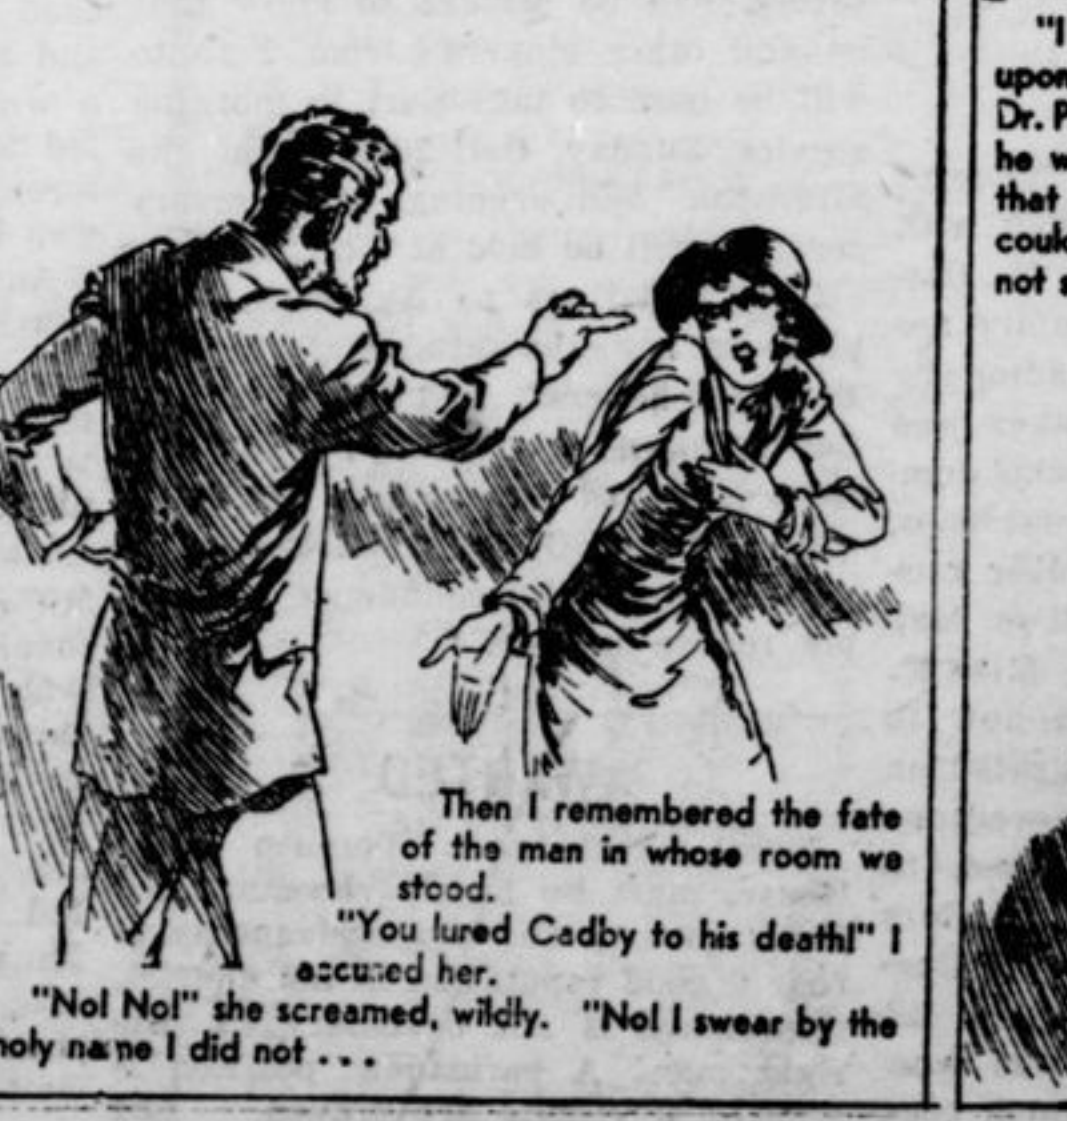 Then I remembered the fate
of the man in whose room we
stood.
"You lured Cadby to his death!" I
accused her.
"No! No!" she screamed, wildly. "No! I swear by the
holy name I did not . . .
"I
upon
Dr. P
he w
that
could
not s